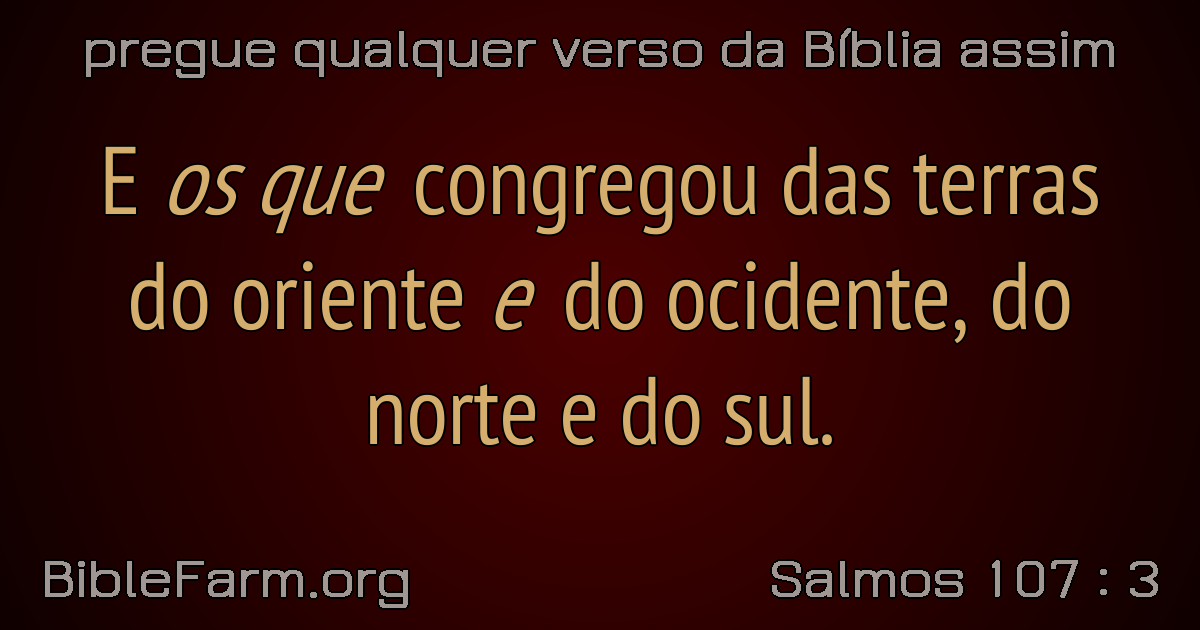 pregue qualquer verso da Bíblia assim
E os que congregou das terras
do oriente e do ocidente, do
norte e do sul.
BibleFarm.org
Salmos 107 : 3